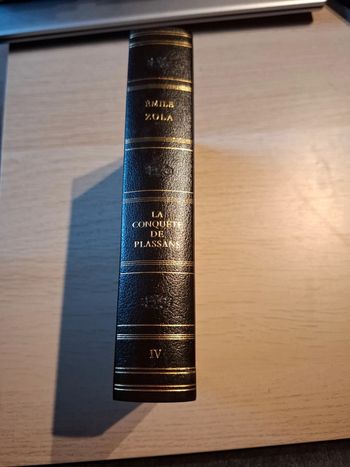 ÉMILE
ZOLA
LA
CONQUÊTE
DE
PLASSANS
IV